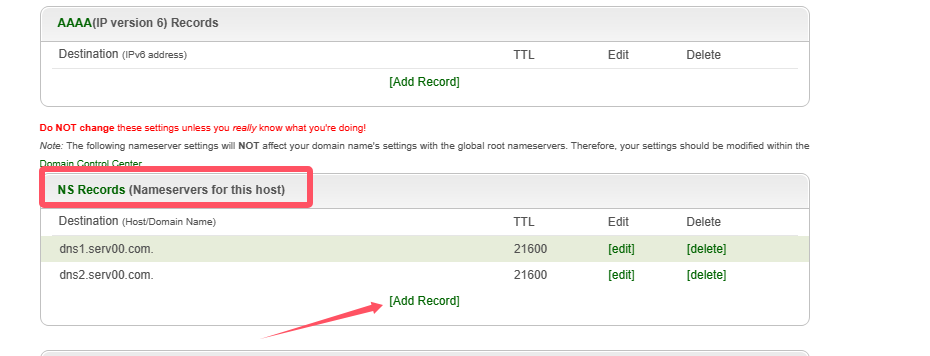 AAAA(IP version 6) Records
Destination (IPv6 address) TTL Edit Delete
[Add Record]
Do NOT change these settings unless you really know what you're doing!
Note: The following nameserver settings will NOT affect your domain name's settings with the global root nameservers. Therefore, your settings should be modified within the
Domain Control Center
NS Records (Nameservers for this host)
Destination (Host/Domain Name) TTL Edit Delete
dns1.serv00.com. 21600 [edit] [delete]
dns2.serv00.com. 21600 [edit] [delete]
[Add Record]